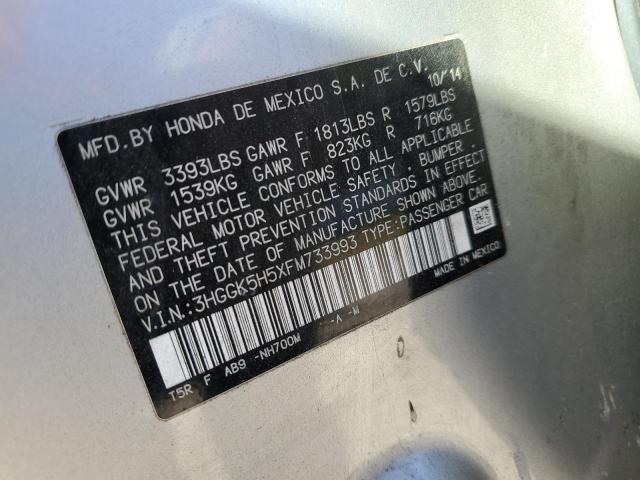 MFD. BY HONDA DE MEXICO S.A. DE C.V. 10/'14
GVWR 3393LBS GAWR F 1813LBS R 1579LBS
GVWR 1539KG GAWR F 823KG R 716KG
THIS VEHICLE CONFORMS TO ALL APPLICABLE
FEDERAL MOTOR VEHICLE SAFETY, BUMPER,
AND THEFT PREVENTION STANDARDS IN EFFECT
ON THE DATE OF MANUFACTURE SHOWN ABOVE.
V.IN.:3HGGK5H5XFM733993 TYPE:PASSENGER CAR
MADE IN MEXICO
T5R F AB9 -NH700M -A -M